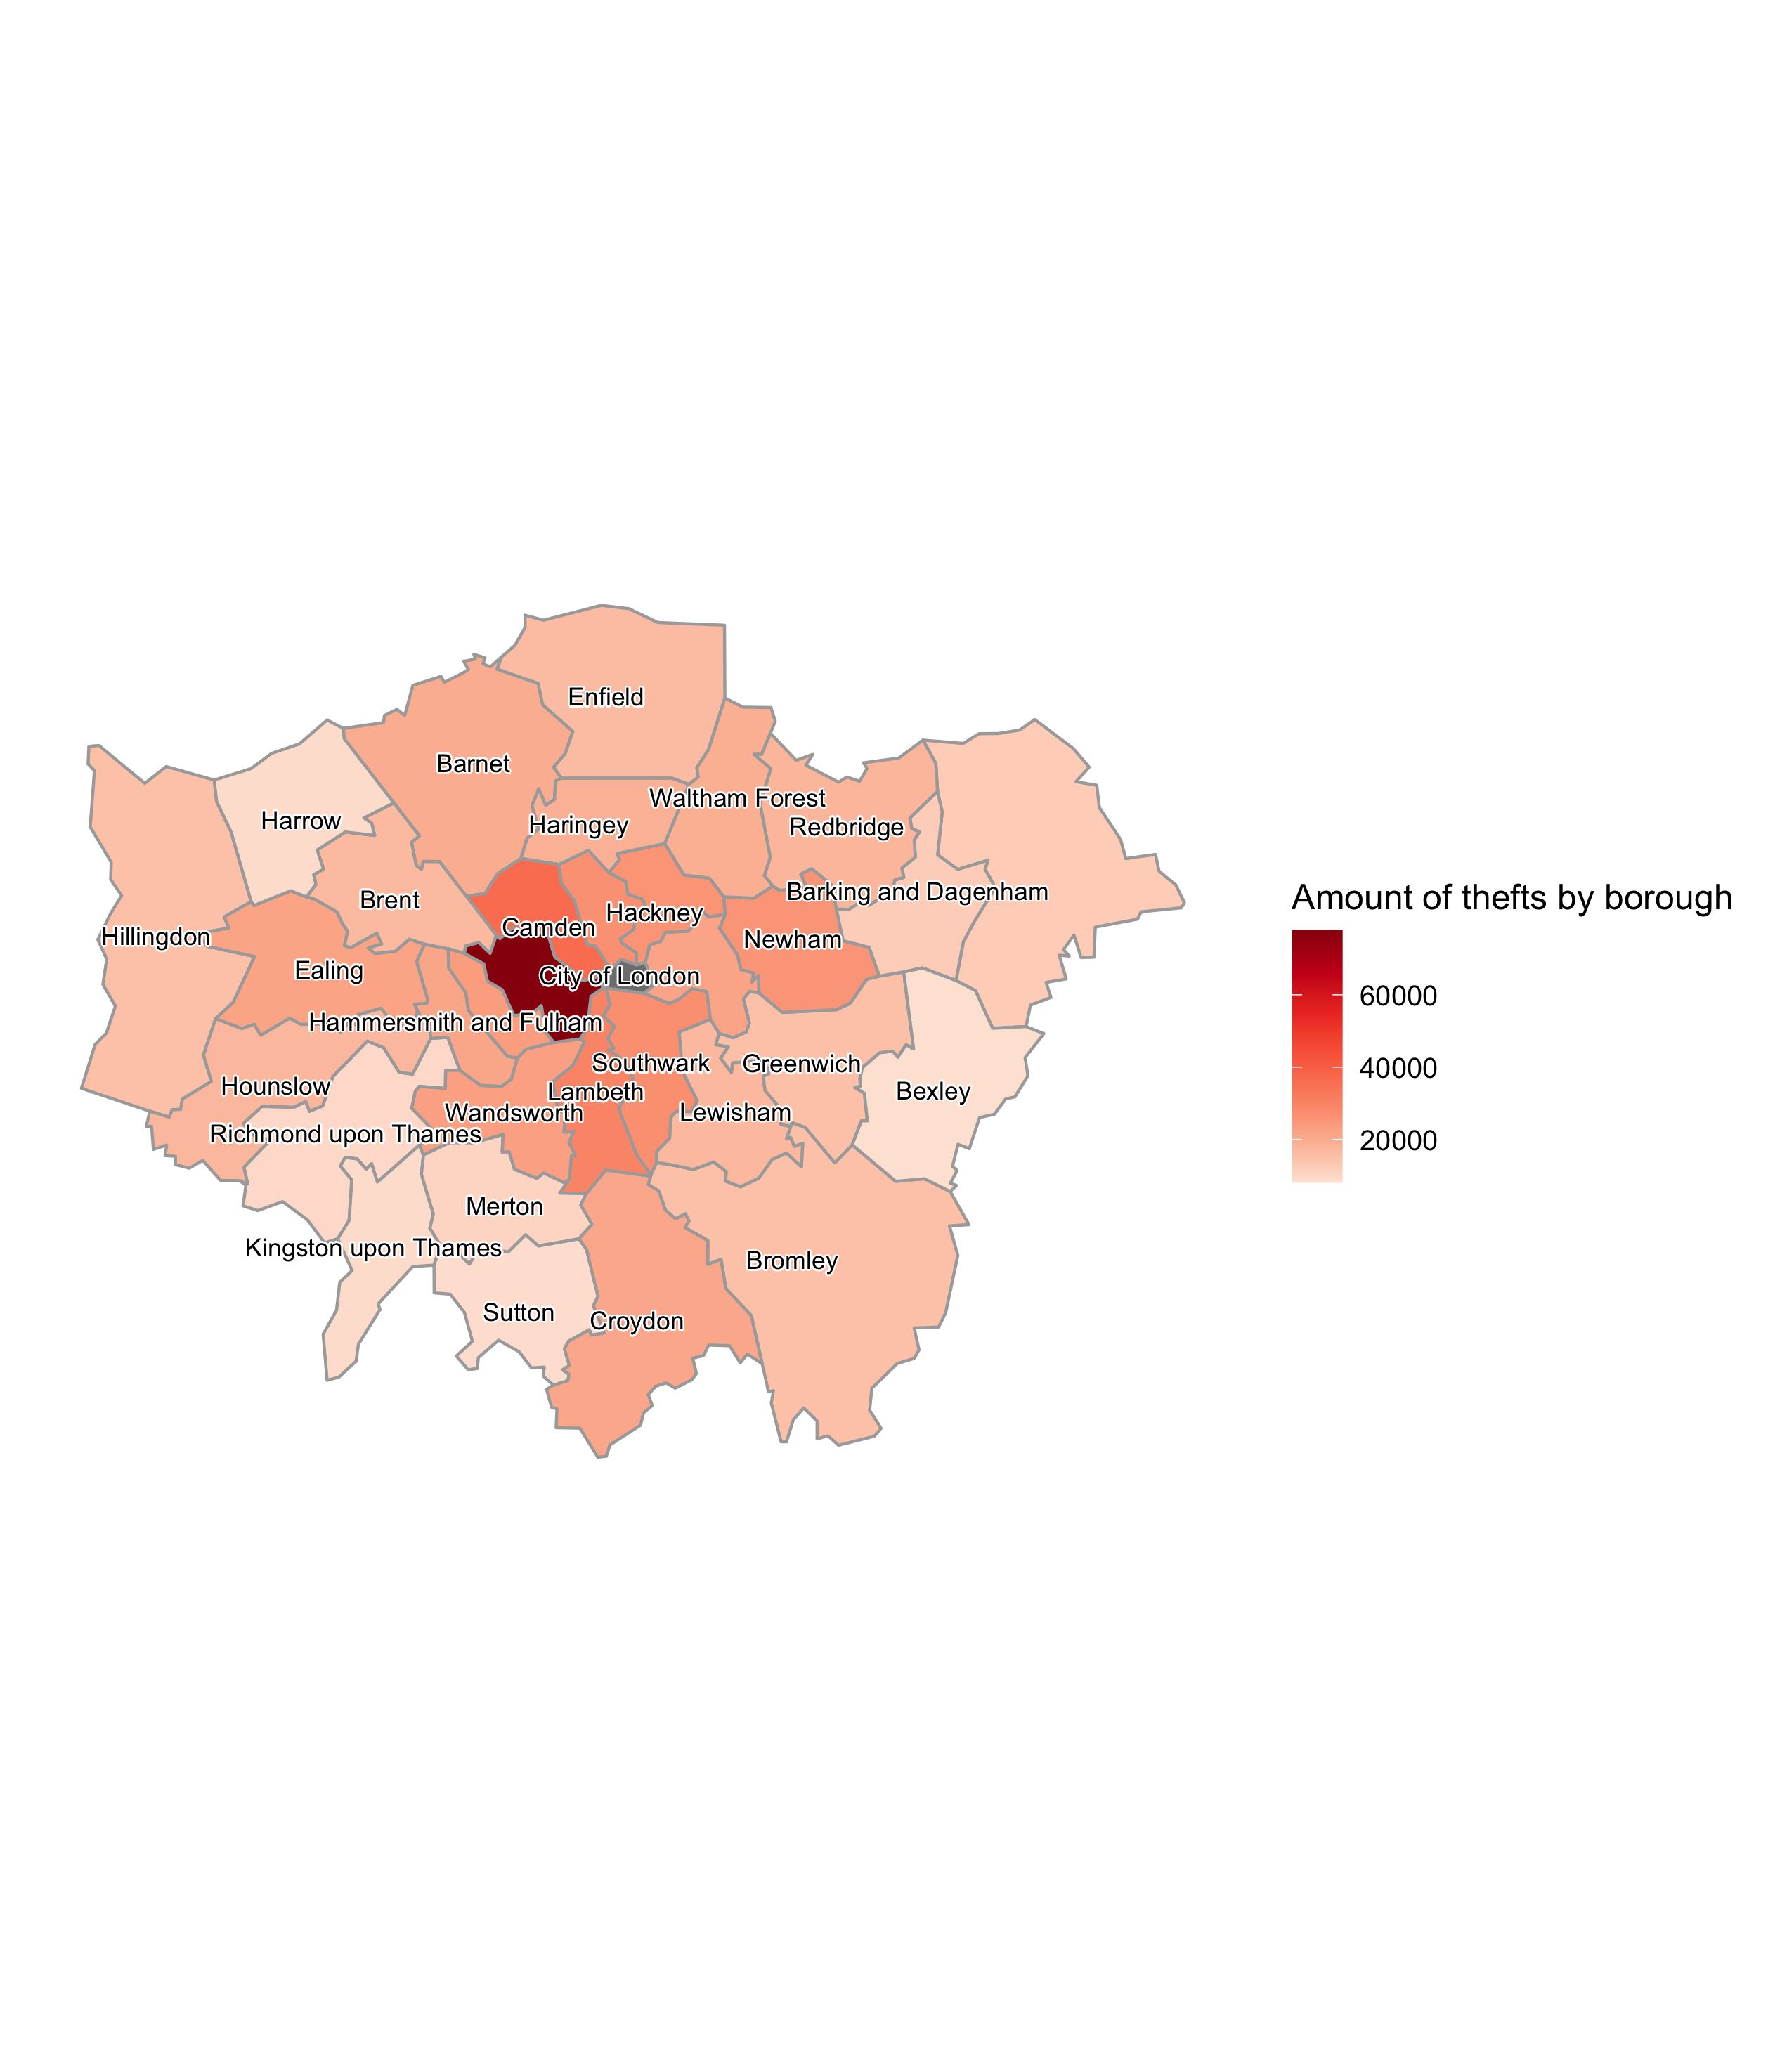 Enfield
Barnet
Waltham Forest
Harrow
Haringey
Redbridge
Barking and Dagenham
Brent
Hackney
Camden
Hillingdon
Newham
Ealing
City of London
Hammersmith and Fulham
Southwark
Greenwich
Hounslow
Lambeth
Bexley
Wandsworth
Lewisham
Richmond upon Thames
Merton
Kingston upon Thames
Bromley
Sutton
Croydon
Amount of thefts by borough
60000
40000
20000